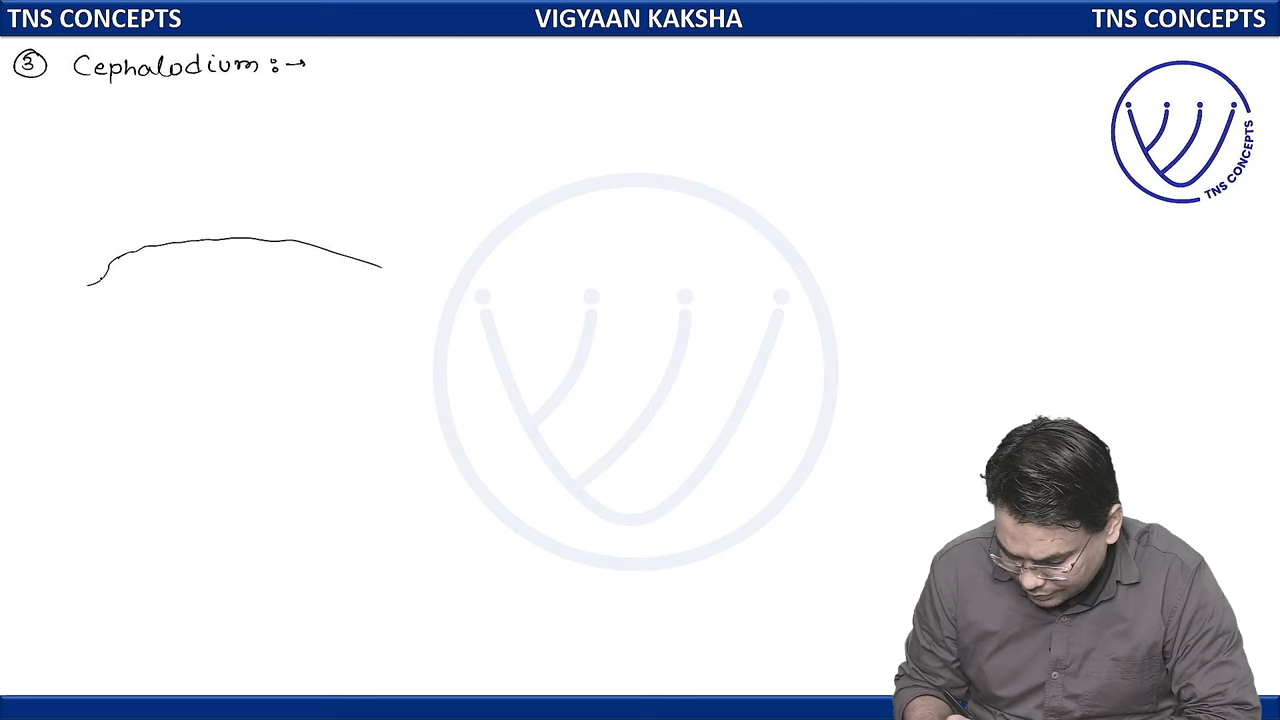 TNS CONCEPTS VIGYAAN KAKSHA TNS CONCEPTS
③ Cephalodium :→
TNS CONCEPTS